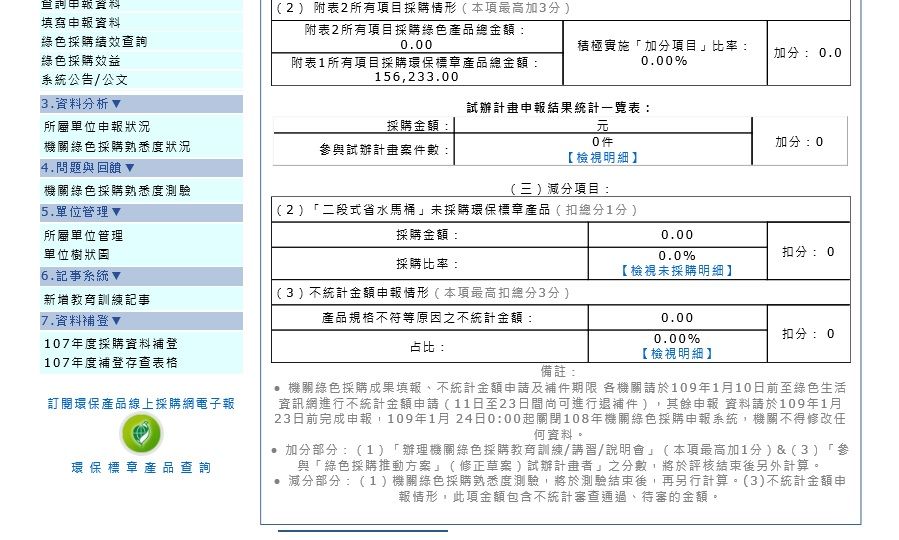 查詢申報資料
填寫申報資料
綠色採購績效查詢
綠色採購效益
系統公告/公文
3.資料分析▼
所屬單位申報狀況
機關綠色採購熟悉度狀況
4.問題與回饋▼
機關綠色採購熟悉度測驗
5.單位管理▼
所屬單位管理
單位樹狀圖
6.記事系統▼
新增教育訓練記事
7.資料補登▼
107年度採購資料補登
107年度補登存查表格
訂閱環保產品線上採購網電子報
環保標章產品查詢
(2) 附表2所有項目採購情形(本項最高加3分)
附表2所有項目採購綠色產品總金額：
0.00
附表1所有項目採購環保標章產品總金額：
156,233.00
積極實施「加分項目」比率：
0.00%
加分： 0.0
試辦計畫申報結果統計一覽表：
採購金額： 元
參與試辦計畫案件數： 0件
【檢視明細】
加分：0
(三)減分項目：
(2)「二段式省水馬桶」未採購環保標章產品(扣總分1分)
採購金額： 0.00
採購比率： 0.0%
【檢視未採購明細】
扣分： 0
(3)不統計金額申報情形(本項最高扣總分3分)
產品規格不符等原因之不統計金額： 0.00
占比： 0.00%
【檢視明細】
扣分： 0
備註：
● 機關綠色採購成果填報、不統計金額申請及補件期限 各機關請於109年1月10日前至綠色生活
資訊網進行不統計金額申請（11日至23日間尚可進行退補件），其餘申報 資料請於109年1月
23日前完成申報，109年1月 24日0:00起關閉108年機關綠色採購申報系統，機關不得修改任
何資料。
● 加分部分：(1)「辦理機關綠色採購教育訓練/講習/說明會」(本項最高加1分)&(3)「參
與「綠色採購推動方案」（修正草案）試辦計畫者」之分數，將於評核結束後另外計算。
● 減分部分：(1)機關綠色採購熟悉度測驗，將於測驗結束後，再另行計算。(3)不統計金額申
報情形，此項金額包含不統計審查通過、待審的金額。